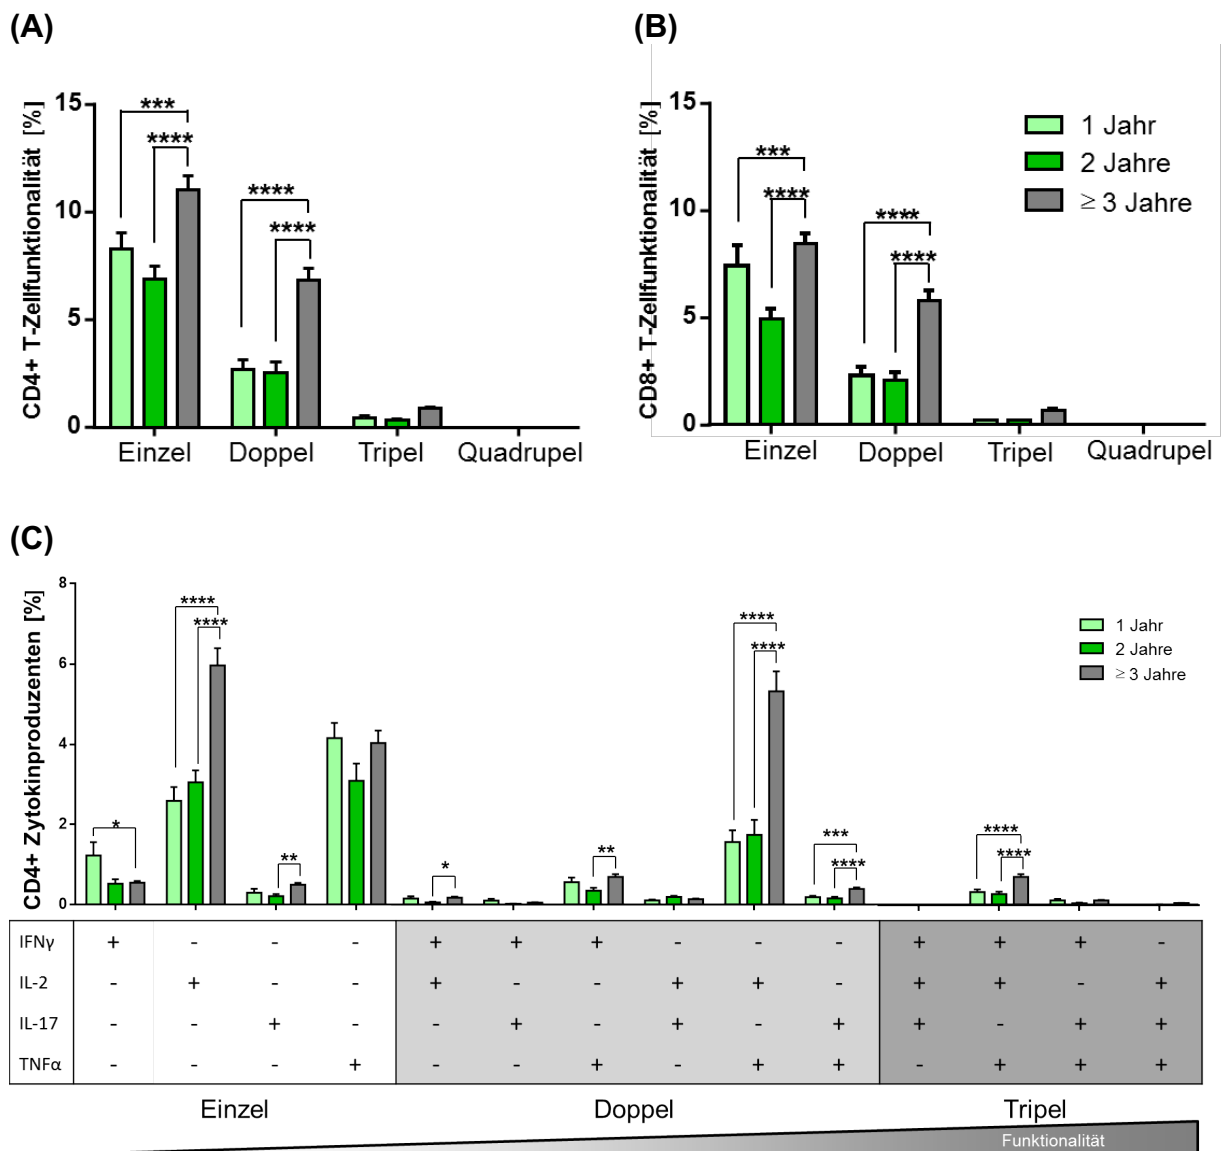 (A)
CD4+ T-Zellfunktionalität [%]
15
10
5
0
***
****
****
****
Einzel Doppel Tripel Quadrupel
(B)
CD8+ T-Zellfunktionalität [%]
15
10
5
0
***
****
****
****
1 Jahr
2 Jahre
≥ 3 Jahre
Einzel Doppel Tripel Quadrupel
(C)
CD4+ Zytokinproduzenten [%]
8
6
4
2
0
*
****
****
**
*
**
****
****
***
****
****
****
1 Jahr
2 Jahre
≥ 3 Jahre
IFNγ + - - - + + + - - - + + + -
IL-2 - + - - + - - + + - + + - +
IL-17 - - + - - + - + - + + - + +
TNFα - - - + - - + - + + - + + +
Einzel Doppel Tripel
Funktionalität